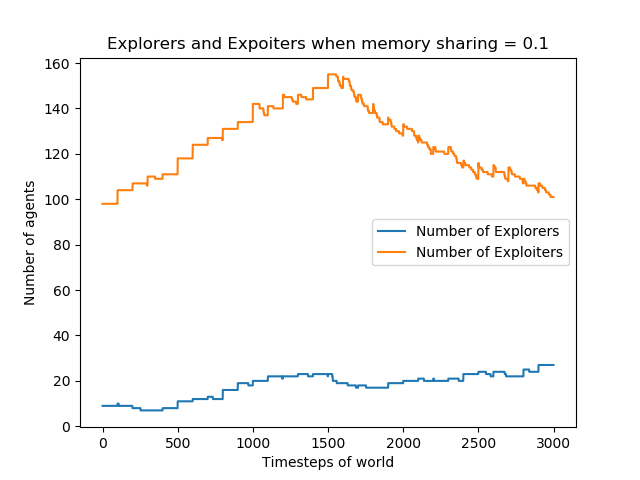 Explorers and Expoiters when memory sharing = 0.1
160
140
120
100
80
60
40
20
0
Number of agents
Number of Explorers
Number of Exploiters
0 500 1000 1500 2000 2500 3000
Timesteps of world